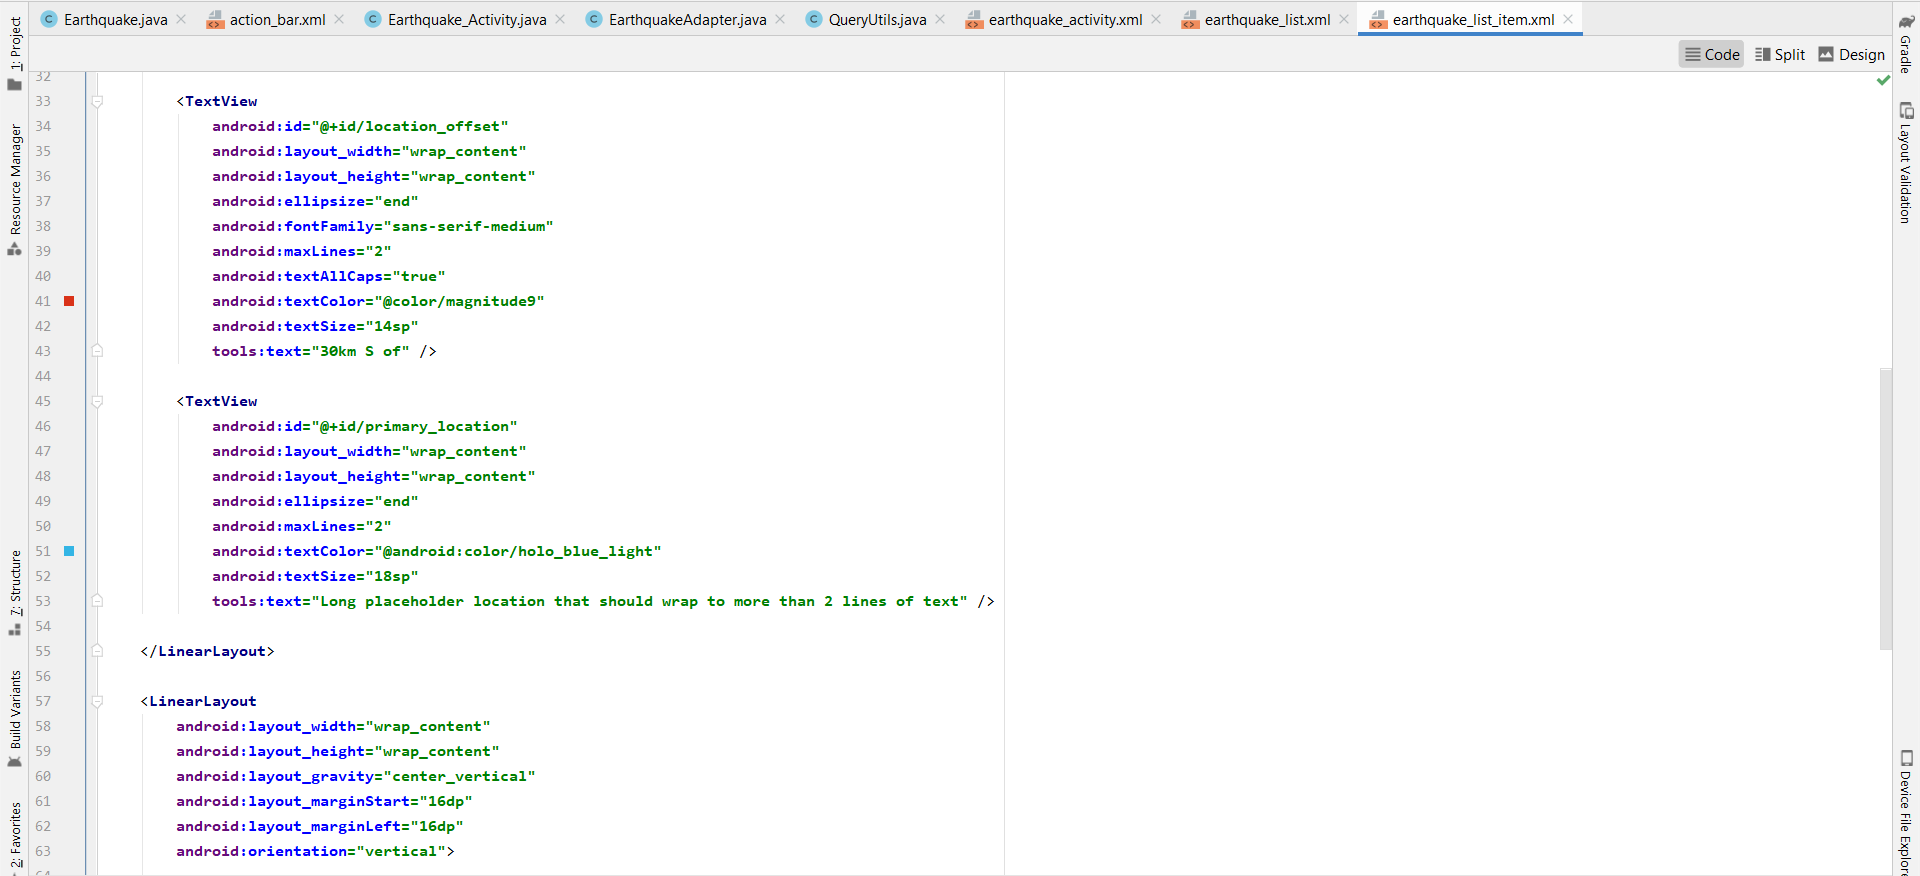 Earthquake.java
action_bar.xml
Earthquake_Activity.java
EarthquakeAdapter.java
QueryUtils.java
earthquake_activity.xml
earthquake_list.xml
earthquake_list_item.xml
Code
Split
Design
1: Project
Resource Manager
7: Structure
Build Variants
2: Favorites
32
33 <TextView
34 android:id="@+id/location_offset"
35 android:layout_width="wrap_content"
36 android:layout_height="wrap_content"
37 android:ellipsize="end"
38 android:fontFamily="sans-serif-medium"
39 android:maxLines="2"
40 android:textAllCaps="true"
41 android:textColor="@color/magnitude9"
42 android:textSize="14sp"
43 tools:text="30km S of" />
44
45 <TextView
46 android:id="@+id/primary_location"
47 android:layout_width="wrap_content"
48 android:layout_height="wrap_content"
49 android:ellipsize="end"
50 android:maxLines="2"
51 android:textColor="@android:color/holo_blue_light"
52 android:textSize="18sp"
53 tools:text="Long placeholder location that should wrap to more than 2 lines of text" />
54
55 </LinearLayout>
56
57 <LinearLayout
58 android:layout_width="wrap_content"
59 android:layout_height="wrap_content"
60 android:layout_gravity="center_vertical"
61 android:layout_marginStart="16dp"
62 android:layout_marginLeft="16dp"
63 android:orientation="vertical">
64
Gradle
Layout Validation
Device File Explore